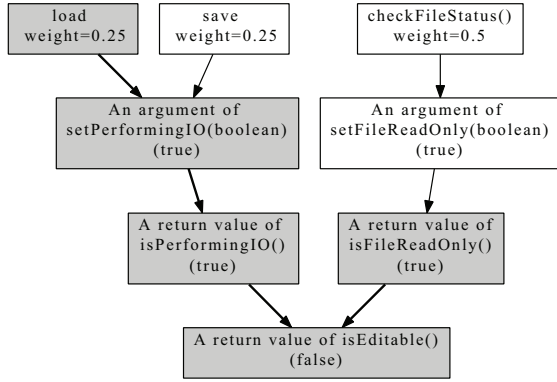 load
weight=0.25
save
weight=0.25
checkFileStatus()
weight=0.5
An argument of
setPerformingIO(boolean)
(true)
An argument of
setFileReadOnly(boolean)
(true)
A return value of
isPerformingIO()
(true)
A return value of
isFileReadOnly()
(true)
A return value of isEditable()
(false)